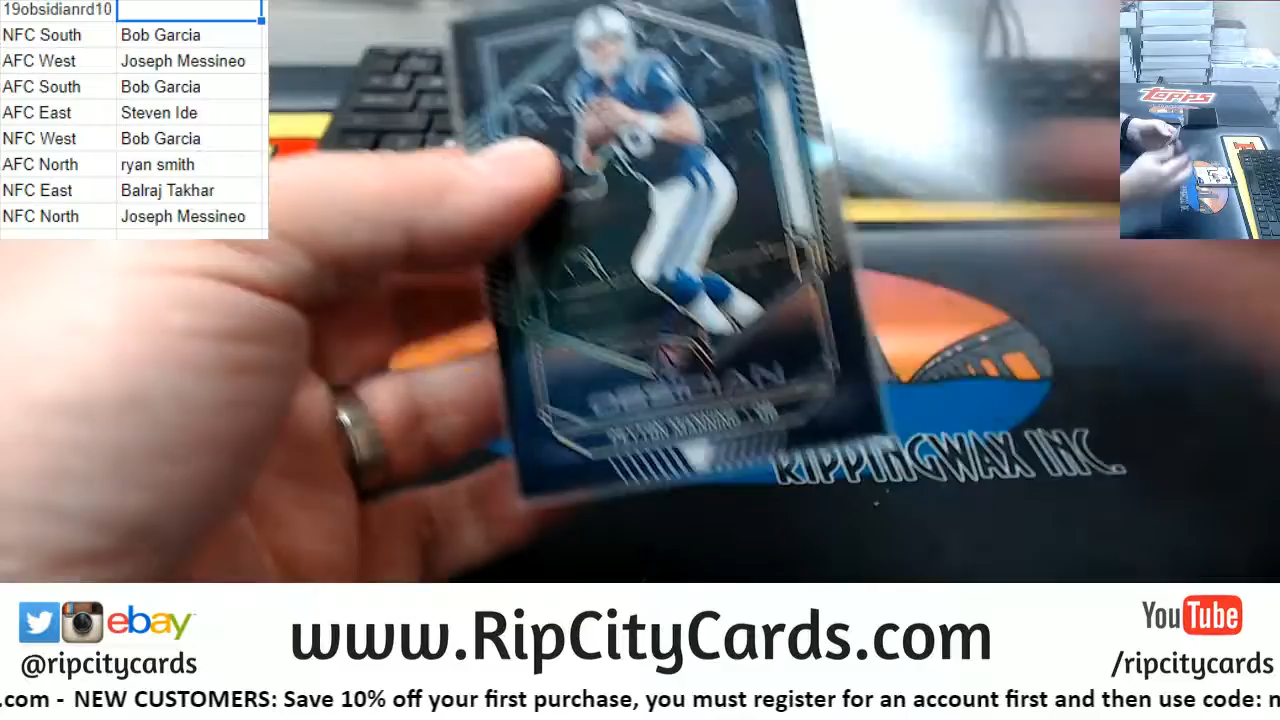 19obsidianrd10
NFC South Bob Garcia
AFC West Joseph Messineo
AFC South Bob Garcia
AFC East Steven Ide
NFC West Bob Garcia
AFC North ryan smith
NFC East Balraj Takhar
NFC North Joseph Messineo
topps
OBSIDIAN
PEYTON MANNING | QB
RIPPINGWAX INC.
ebay
@ripcitycards
www.RipCityCards.com
YouTube
/ripcitycards
.com - NEW CUSTOMERS: Save 10% off your first purchase, you must register for an account first and then use code: n